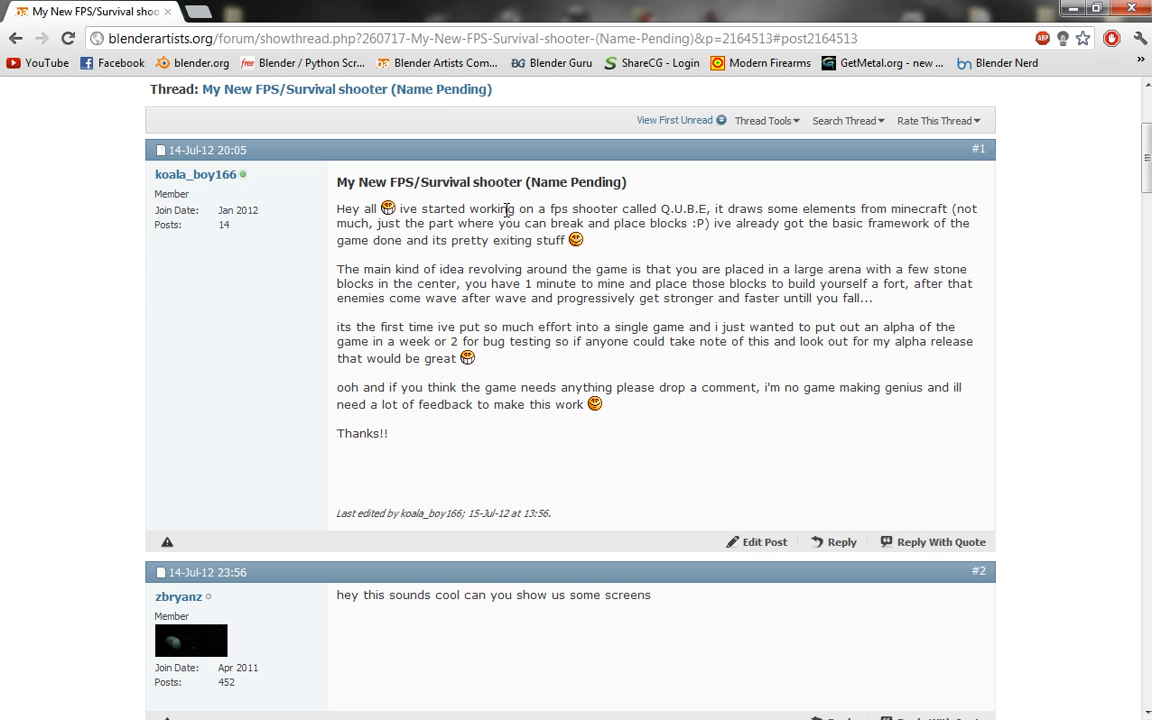 My New FPS/Survival shoo
blenderartists.org/forum/showthread.php?260717-My-New-FPS-Survival-shooter-(Name-Pending)&p=2164513#post2164513
ABP
YouTube Facebook blender.org Blender / Python Scr... Blender Artists Com... BG Blender Guru ShareCG - Login Modern Firearms GetMetal.org - new ... bn Blender Nerd »
Thread: My New FPS/Survival shooter (Name Pending)
View First Unread Thread Tools Search Thread Rate This Thread
14-Jul-12 20:05 #1
koala_boy166
Member
Join Date: Jan 2012
Posts: 14
My New FPS/Survival shooter (Name Pending)
Hey all ive started working on a fps shooter called Q.U.B.E, it draws some elements from minecraft (not
much, just the part where you can break and place blocks :P) ive already got the basic framework of the
game done and its pretty exiting stuff
The main kind of idea revolving around the game is that you are placed in a large arena with a few stone
blocks in the center, you have 1 minute to mine and place those blocks to build yourself a fort, after that
enemies come wave after wave and progressively get stronger and faster untill you fall...
its the first time ive put so much effort into a single game and i just wanted to put out an alpha of the
game in a week or 2 for bug testing so if anyone could take note of this and look out for my alpha release
that would be great
ooh and if you think the game needs anything please drop a comment, i'm no game making genius and ill
need a lot of feedback to make this work
Thanks!!
Last edited by koala_boy166; 15-Jul-12 at 13:56.
Edit Post Reply Reply With Quote
14-Jul-12 23:56 #2
zbryanz
Member
Join Date: Apr 2011
Posts: 452
hey this sounds cool can you show us some screens